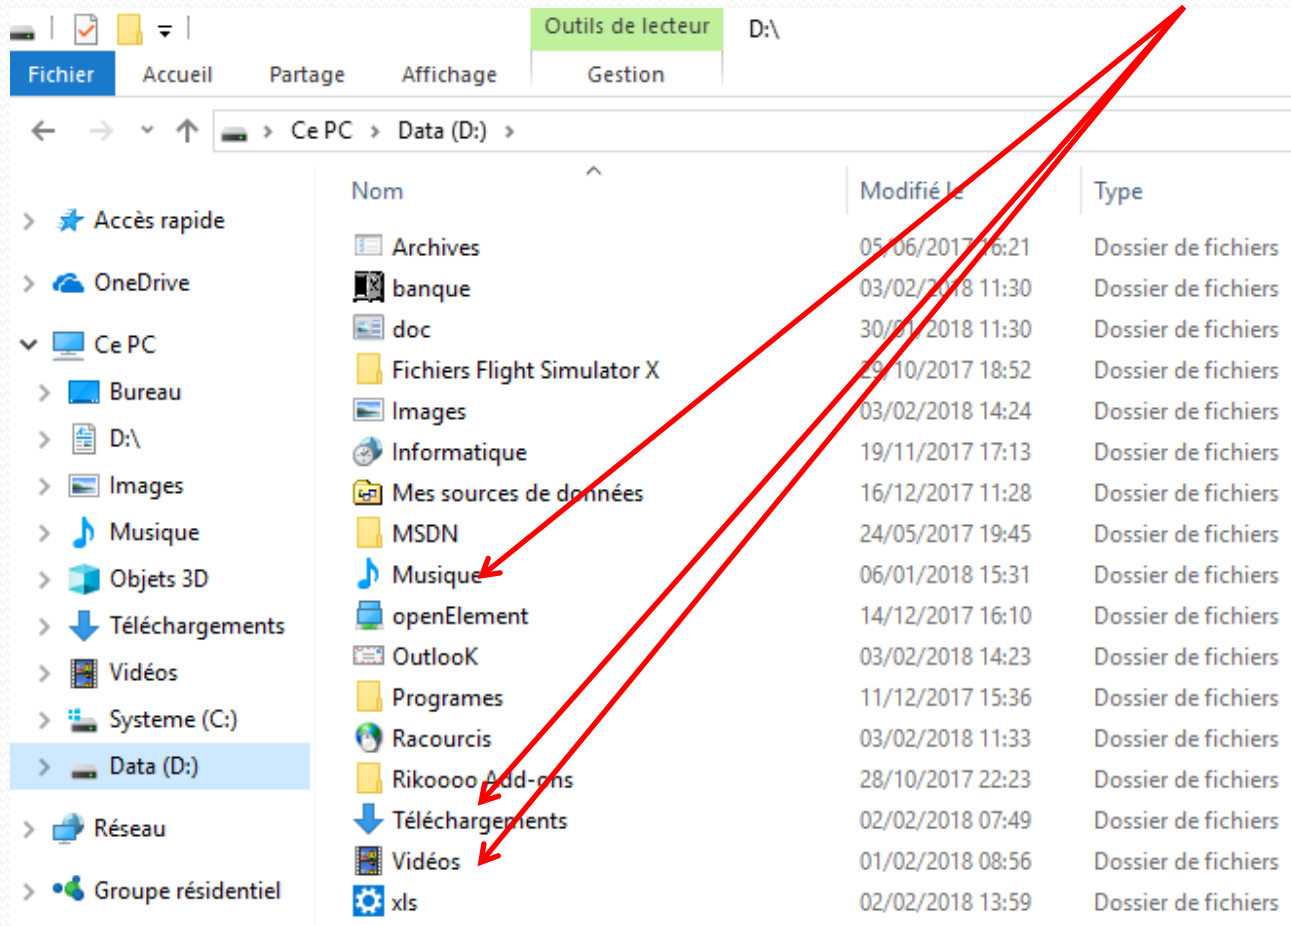 Outils de lecteur D:\
Fichier Accueil Partage Affichage Gestion
Ce PC > Data (D:) >
Nom Modifié le Type
Accès rapide
OneDrive
Ce PC
Bureau
D:\
Images
Musique
Objets 3D
Téléchargements
Vidéos
Systeme (C:)
Data (D:)
Réseau
Groupe résidentiel
Archives 05/06/2017 16:21 Dossier de fichiers
banque 03/02/2018 11:30 Dossier de fichiers
doc 30/01/2018 11:30 Dossier de fichiers
Fichiers Flight Simulator X 29/10/2017 18:52 Dossier de fichiers
Images 03/02/2018 14:24 Dossier de fichiers
Informatique 19/11/2017 17:13 Dossier de fichiers
Mes sources de données 16/12/2017 11:28 Dossier de fichiers
MSDN 24/05/2017 19:45 Dossier de fichiers
Musique 06/01/2018 15:31 Dossier de fichiers
openElement 14/12/2017 16:10 Dossier de fichiers
OutlooK 03/02/2018 14:23 Dossier de fichiers
Programes 11/12/2017 15:36 Dossier de fichiers
Racourcis 03/02/2018 11:33 Dossier de fichiers
Rikoooo Add-ons 28/10/2017 22:23 Dossier de fichiers
Téléchargements 02/02/2018 07:49 Dossier de fichiers
Vidéos 01/02/2018 08:56 Dossier de fichiers
xls 02/02/2018 13:59 Dossier de fichiers